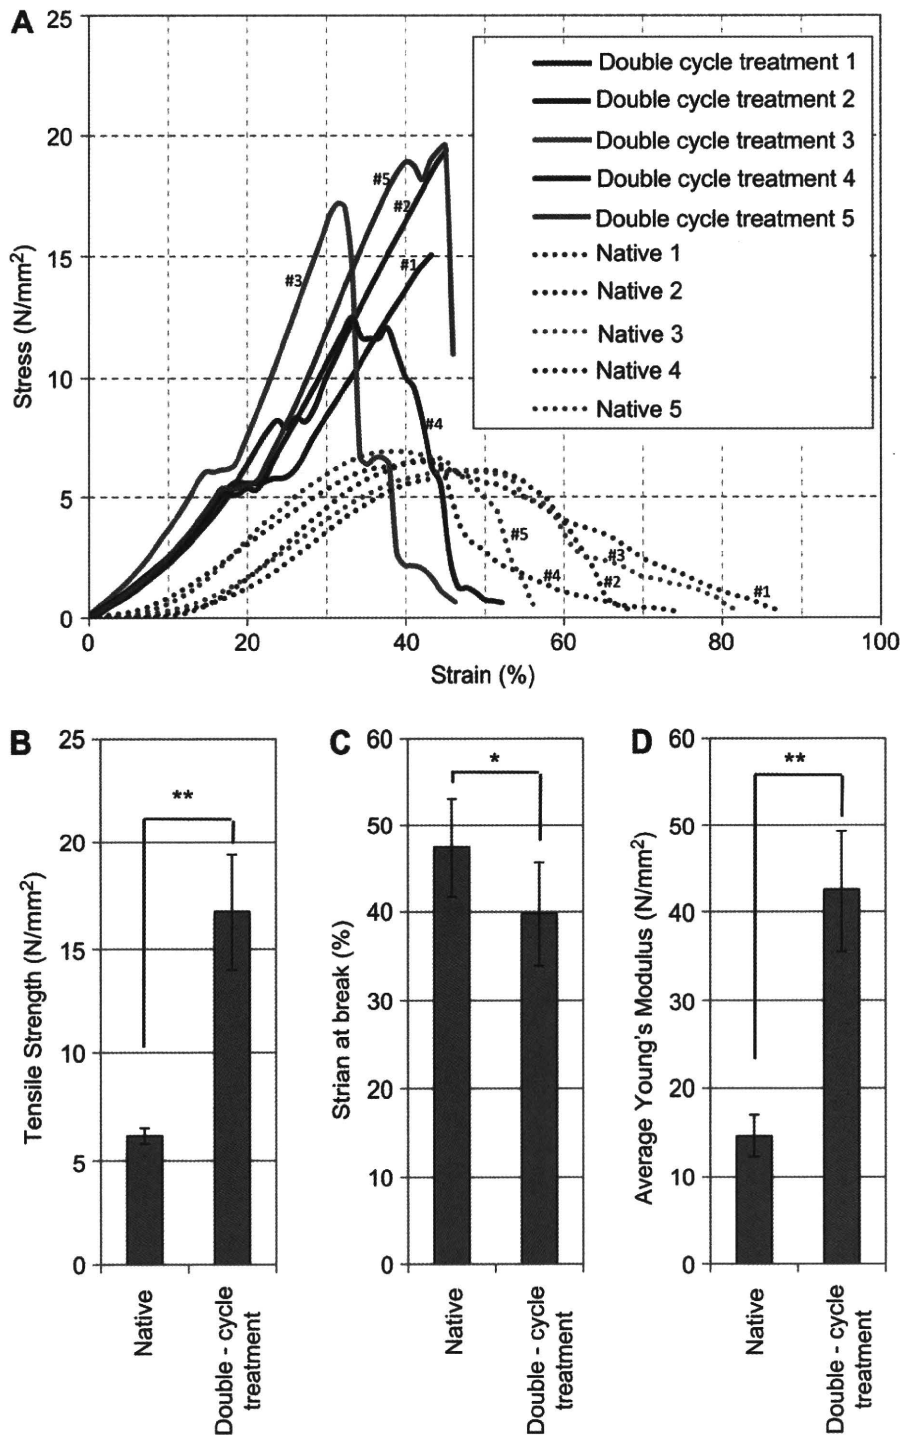 A
25
20
15
10
5
0
Stress (N/mm²)
0 20 40 60 80 100
Strain (%)
Double cycle treatment 1
Double cycle treatment 2
Double cycle treatment 3
Double cycle treatment 4
Double cycle treatment 5
Native 1
Native 2
Native 3
Native 4
Native 5
#5
#2
#3
#1
#4
#5
#3
#4
#2
#1
B
25
20
15
10
5
0
Tensile Strength (N/mm²)
**
Native
Double - cycle
treatment
C
60
50
40
30
20
10
0
Strian at break (%)
*
Native
Double - cycle
treatment
D
60
50
40
30
20
10
0
Average Young's Modulus (N/mm²)
**
Native
Double - cycle
treatment